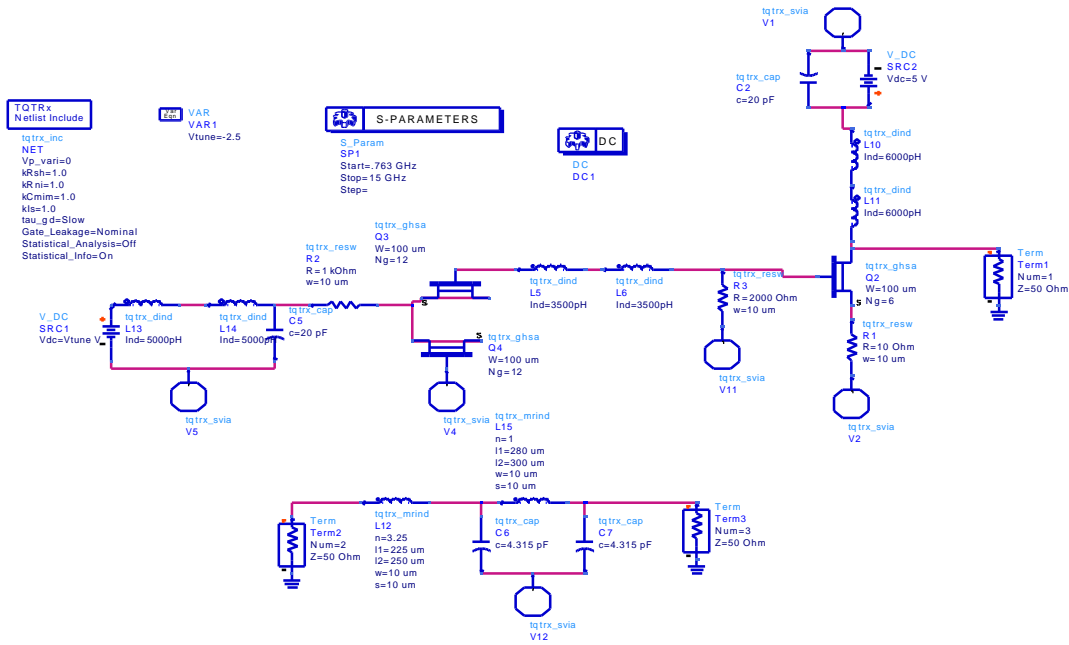 tqtrx_svia
V1
V_DC
SRC2
Vdc=5 V
tqtrx_cap
C2
c=20 pF
TQTRx
Netlist Include
tqtrx_inc
NET
Vp_vari=0
kRsh=1.0
kRni=1.0
kCmim=1.0
kIs=1.0
tau_gd=Slow
Gate_Leakage=Nominal
Statistical_Analysis=Off
Statistical_Info=On
Var
Eqn
VAR
VAR1
Vtune=-2.5
S-PARAMETERS
S_Param
SP1
Start=.763 GHz
Stop=15 GHz
Step=
DC
DC
DC1
tqtrx_dind
L10
Ind=6000pH
tqtrx_dind
L11
Ind=6000pH
Term
Term1
Num=1
Z=50 Ohm
tqtrx_ghsa
Q2
W=100 um
Ng=6
s
tqtrx_resw
R1
R=10 Ohm
w=10 um
tqtrx_svia
V2
tqtrx_ghsa
Q3
W=100 um
Ng=12
s
tqtrx_resw
R2
R=1 kOhm
w=10 um
tqtrx_dind
L5
Ind=3500pH
tqtrx_dind
L6
Ind=3500pH
tqtrx_resw
R3
R=2000 Ohm
w=10 um
tqtrx_svia
V11
V_DC
SRC1
Vdc=Vtune V
tqtrx_dind
L13
Ind=5000pH
tqtrx_dind
L14
Ind=5000pH
tqtrx_cap
C5
c=20 pF
s
tqtrx_ghsa
Q4
W=100 um
Ng=12
tqtrx_svia
V5
tqtrx_svia
V4
tqtrx_mrind
L15
n=1
l1=280 um
l2=300 um
w=10 um
s=10 um
Term
Term2
Num=2
Z=50 Ohm
tqtrx_mrind
L12
n=3.25
l1=225 um
l2=250 um
w=10 um
s=10 um
tqtrx_cap
C6
c=4.315 pF
tqtrx_cap
C7
c=4.315 pF
Term
Term3
Num=3
Z=50 Ohm
tqtrx_svia
V12